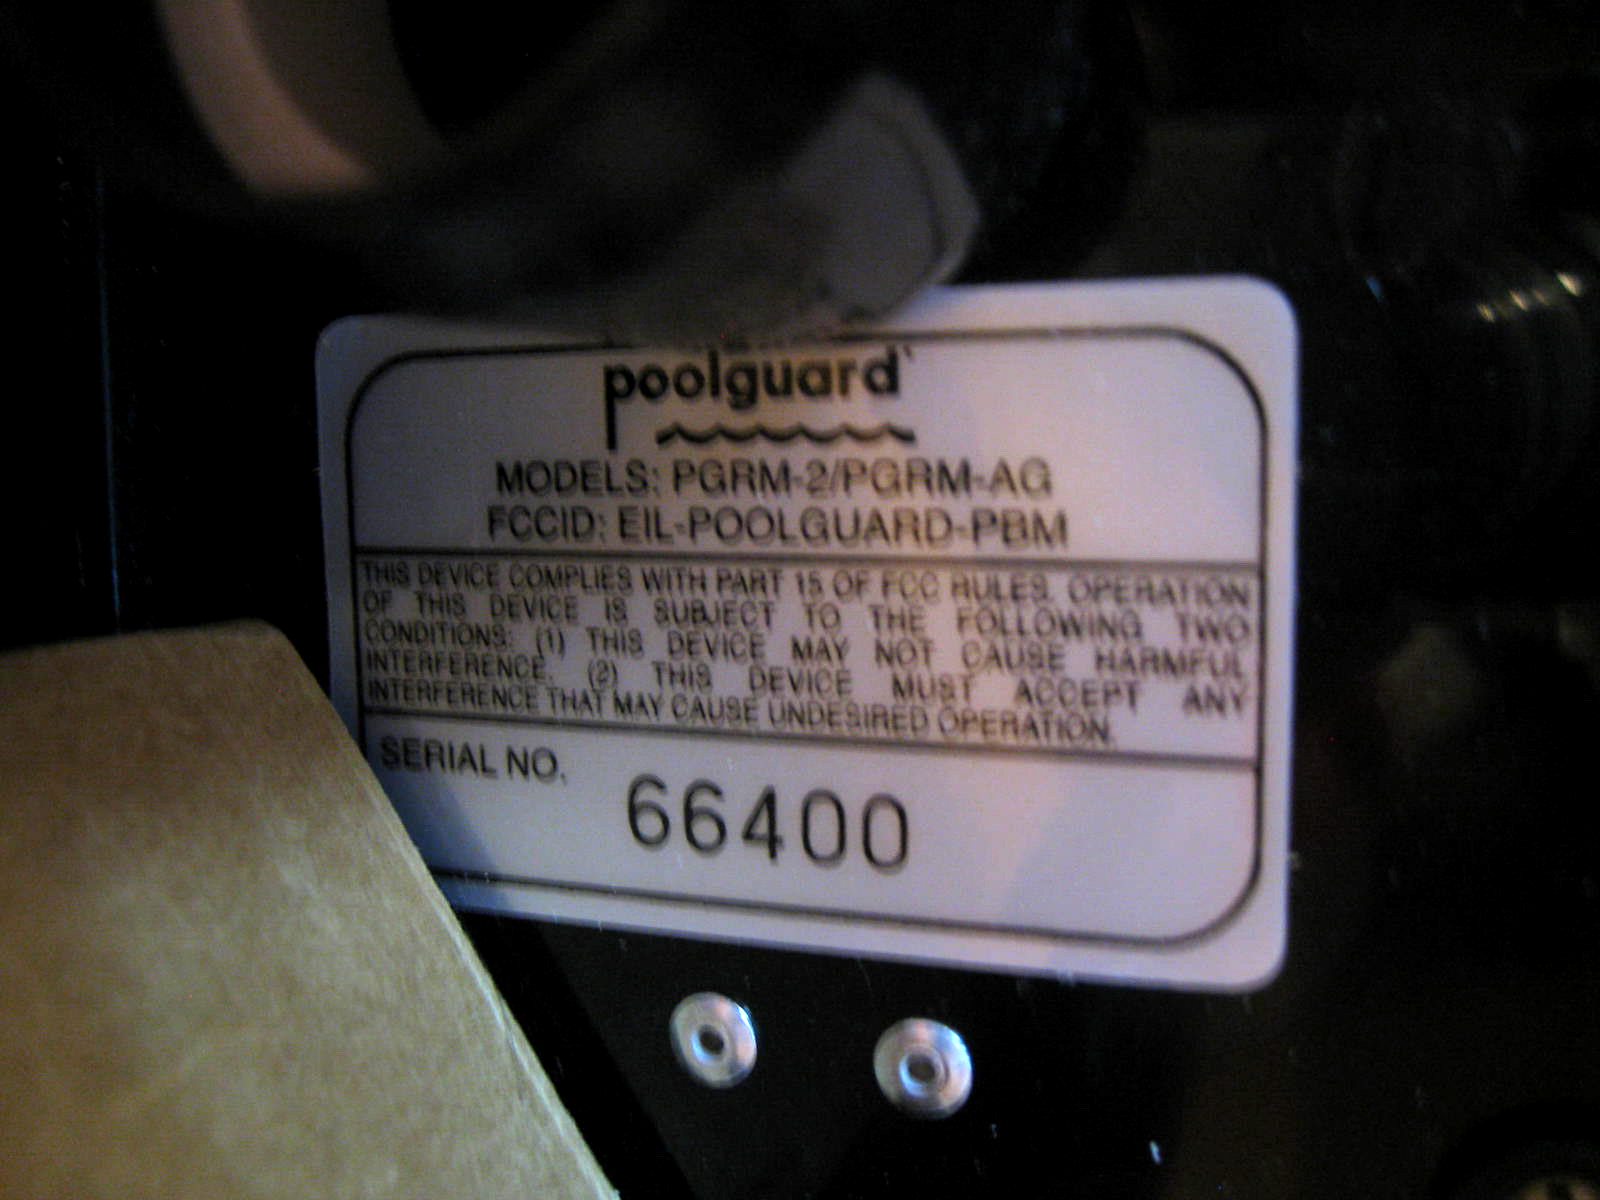 poolguard
MODELS: PGRM-2/PGRM-AG
FCCID: EIL-POOLGUARD-PBM
THIS DEVICE COMPLIES WITH PART 15 OF FCC RULES. OPERATION
OF THIS DEVICE IS SUBJECT TO THE FOLLOWING TWO
CONDITIONS: (1) THIS DEVICE MAY NOT CAUSE HARMFUL
INTERFERENCE. (2) THIS DEVICE MUST ACCEPT ANY
INTERFERENCE THAT MAY CAUSE UNDESIRED OPERATION.
SERIAL NO.
66400